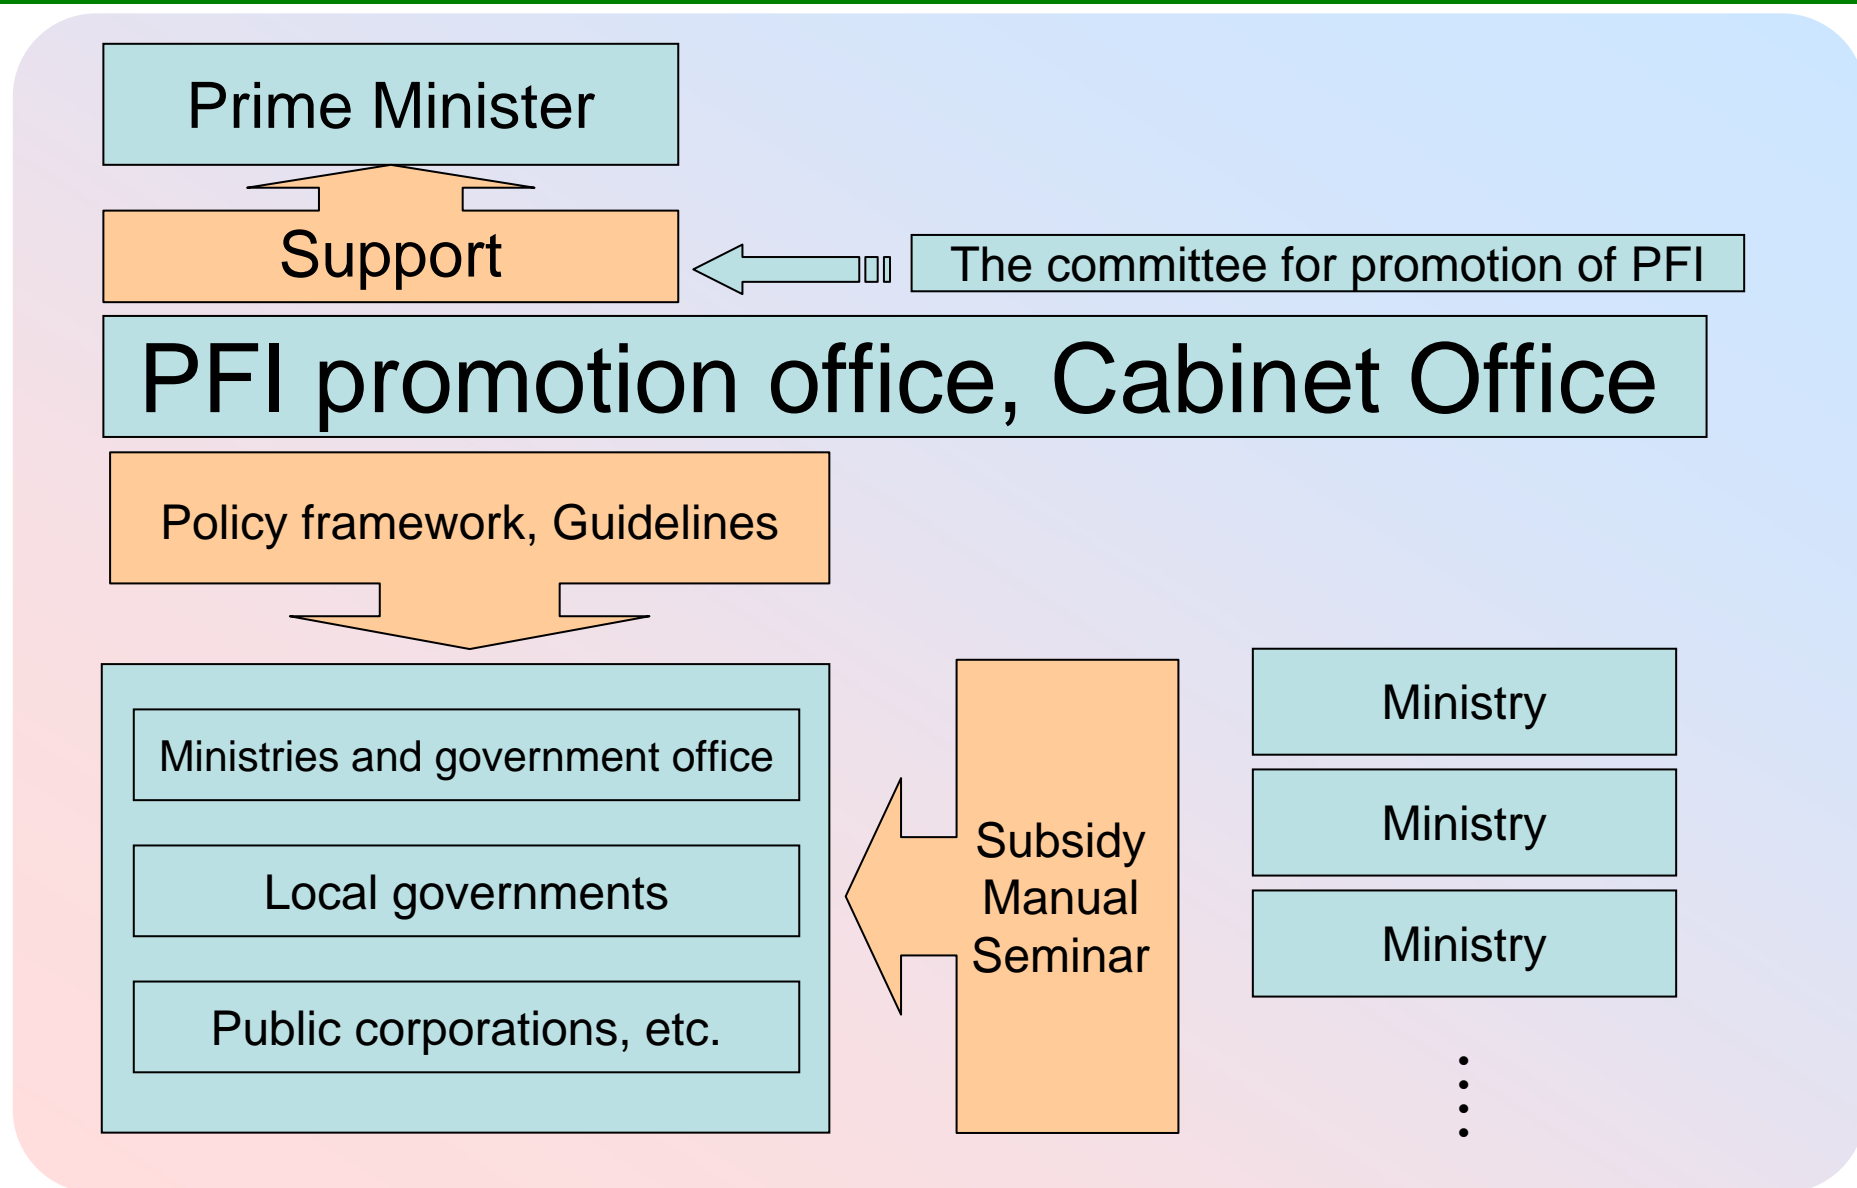 Prime Minister
Support
The committee for promotion of PFI
PFI promotion office, Cabinet Office
Policy framework, Guidelines
Ministries and government office
Local governments
Public corporations, etc.
Subsidy
Manual
Seminar
Ministry
Ministry
Ministry